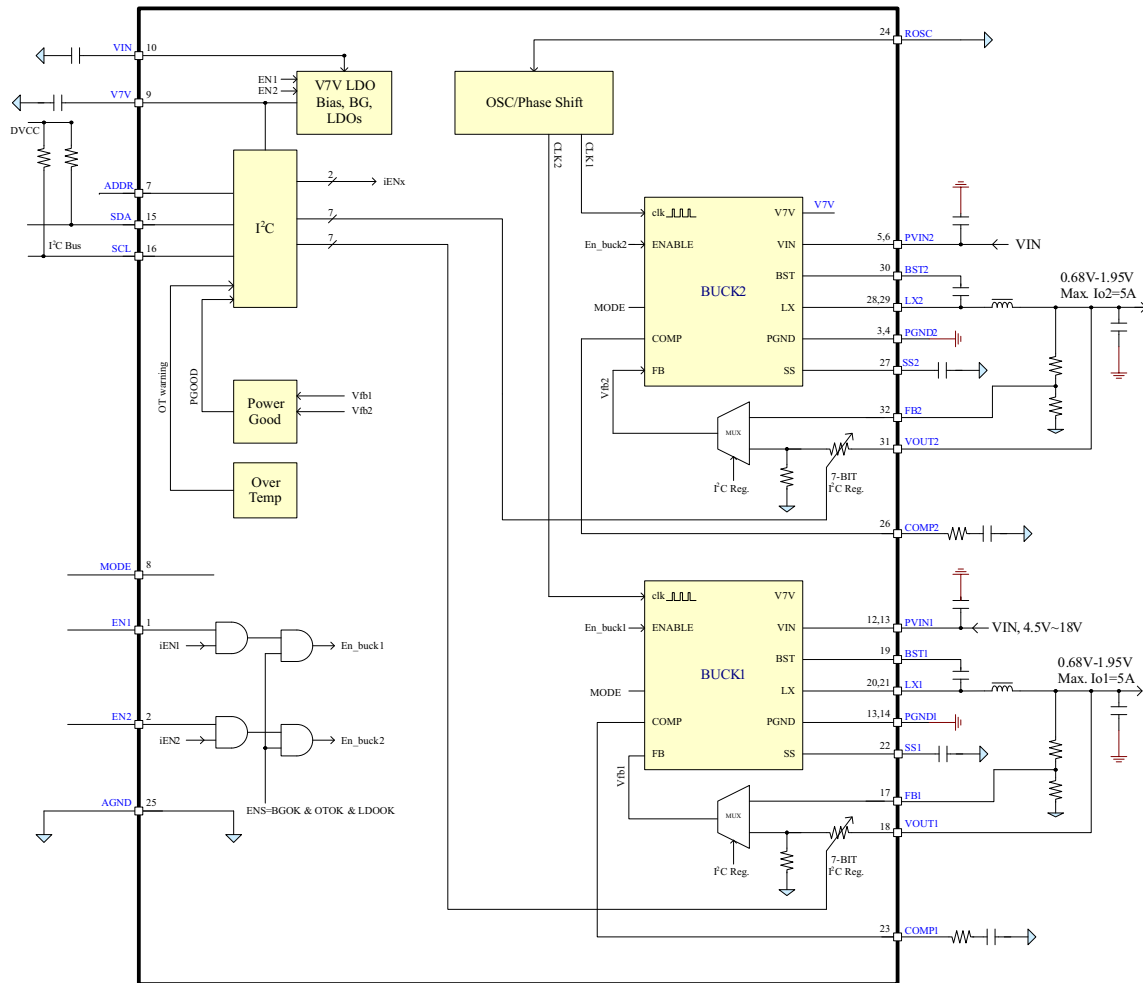 VIN
10
V7V
9
DVCC
ADDR
7
SDA
15
I²C Bus
SCL
16
EN1
EN2
V7V LDO
Bias, BG,
LDOs
I²C
2
iENx
7
7
OT warning
PGOOD
Power
Good
Vfb1
Vfb2
Over
Temp
MODE
8
EN1
1
iEN1
En_buck1
EN2
2
iEN2
En_buck2
ENS=BGOK & OTOK & LDOOK
AGND
25
OSC/Phase Shift
CLK2
CLK1
24
ROSC
clk
V7V
V7V
En_buck2
ENABLE
VIN
5,6
PVIN2
VIN
BST
30
BST2
BUCK2
MODE
LX
28,29
LX2
0.68V-1.95V
Max. Io2=5A
COMP
PGND
3,4
PGND2
FB
SS
27
SS2
Vfb2
32
FB2
MUX
31
VOUT2
I²C Reg.
7-BIT
I²C Reg.
26
COMP2
clk
V7V
En_buck1
ENABLE
VIN
12,13
PVIN1
VIN, 4.5V~18V
BST
19
BST1
BUCK1
MODE
LX
20,21
LX1
0.68V-1.95V
Max. Io1=5A
COMP
PGND
13,14
PGND1
FB
SS
22
SS1
Vfb1
17
FB1
MUX
18
VOUT1
I²C Reg.
7-BIT
I²C Reg.
23
COMP1